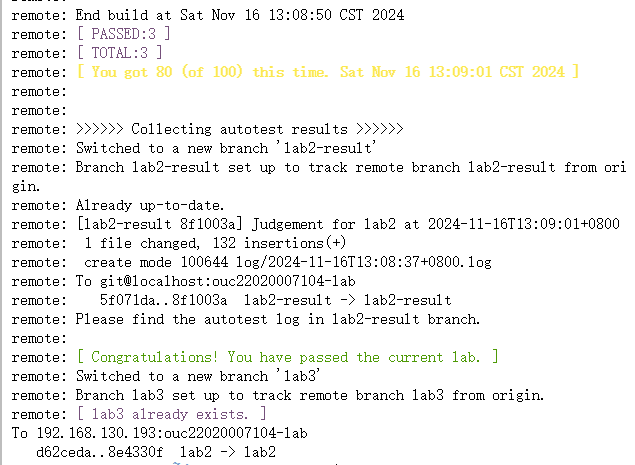 remote: End build at Sat Nov 16 13:08:50 CST 2024
remote: [ PASSED:3 ]
remote: [ TOTAL:3 ]
remote: [ You got 80 (of 100) this time. Sat Nov 16 13:09:01 CST 2024 ]
remote:
remote:
remote: >>>>>> Collecting autotest results >>>>>>
remote: Switched to a new branch 'lab2-result'
remote: Branch lab2-result set up to track remote branch lab2-result from ori
gin.
remote: Already up-to-date.
remote: [lab2-result 8f1003a] Judgement for lab2 at 2024-11-16T13:09:01+0800
remote:  1 file changed, 132 insertions(+)
remote:  create mode 100644 log/2024-11-16T13:08:37+0800.log
remote: To git@localhost:ouc22020007104-lab
remote:    5f071da..8f1003a  lab2-result -> lab2-result
remote: Please find the autotest log in lab2-result branch.
remote:
remote: [ Congratulations! You have passed the current lab. ]
remote: Switched to a new branch 'lab3'
remote: Branch lab3 set up to track remote branch lab3 from origin.
remote: [ lab3 already exists. ]
To 192.168.130.193:ouc22020007104-lab
   d62ceda..8e4330f  lab2 -> lab2